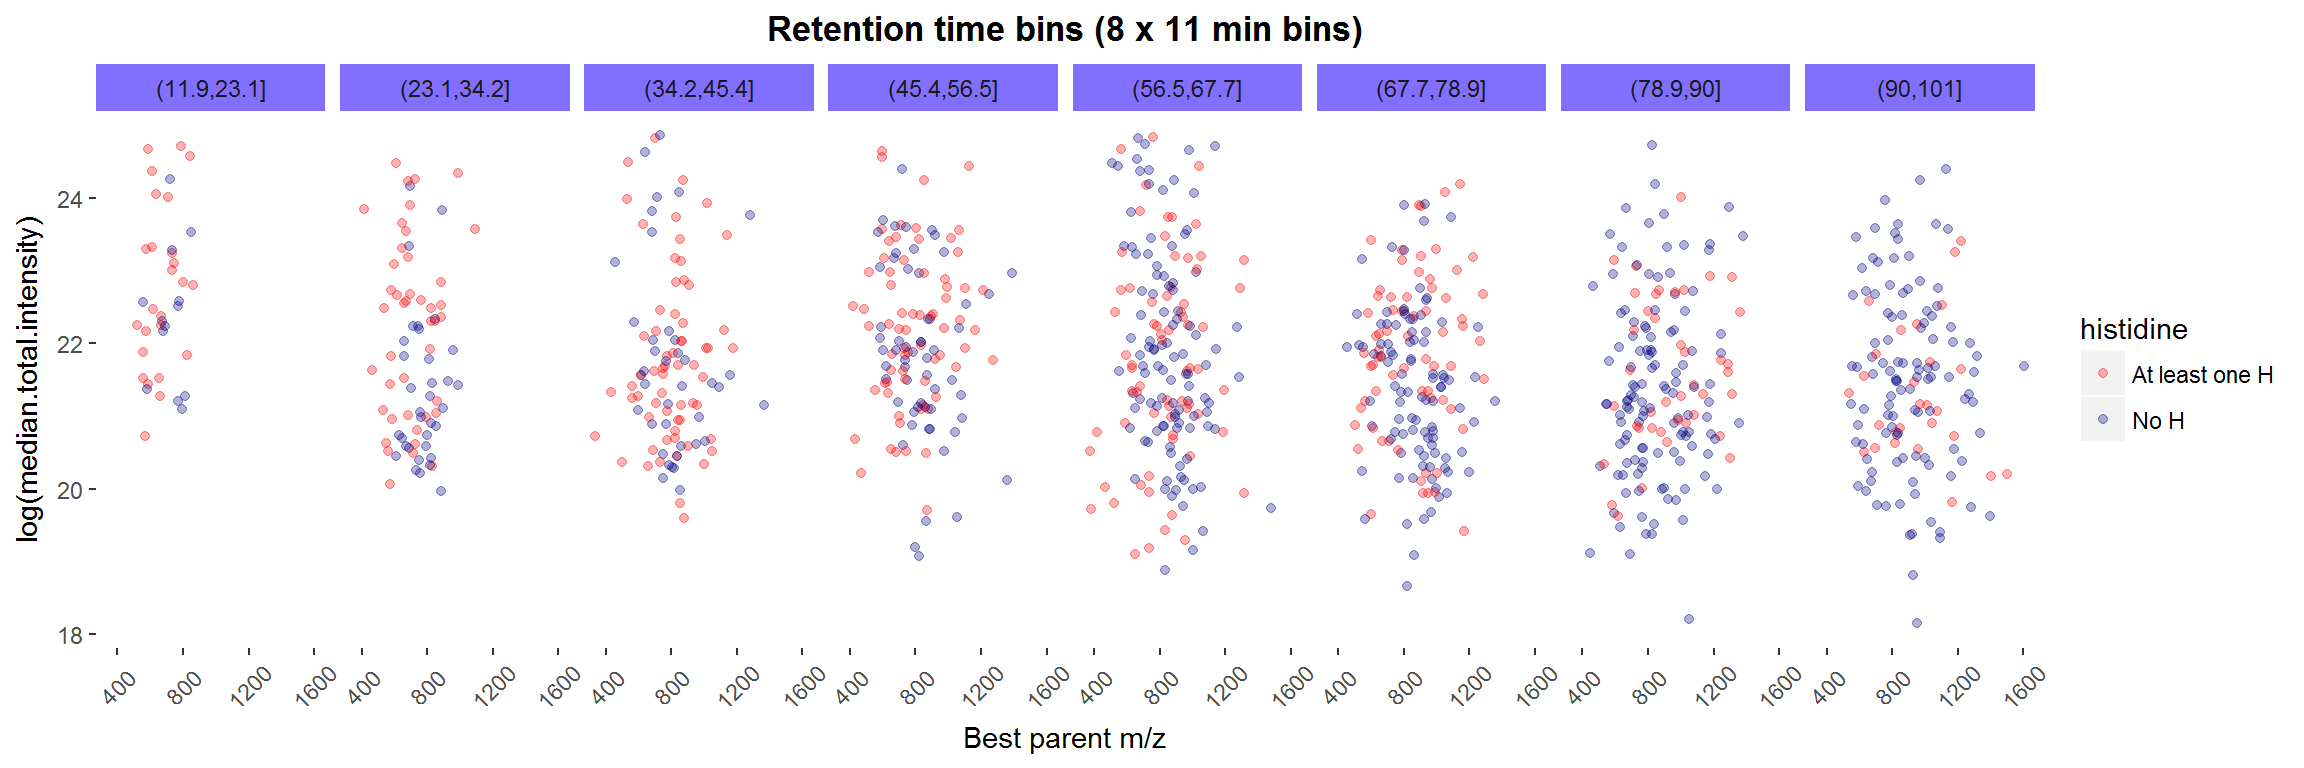 Retention time bins (8 x 11 min bins)
(11.9,23.1] (23.1,34.2] (34.2,45.4] (45.4,56.5] (56.5,67.7] (67.7,78.9] (78.9,90] (90,101]
24
22
20
18
log(median.total.intensity)
400 800 1200 1600 400 800 1200 1600 400 800 1200 1600 400 800 1200 1600 400 800 1200 1600 400 800 1200 1600 400 800 1200 1600 400 800 1200 1600
Best parent m/z
histidine
At least one H
No H